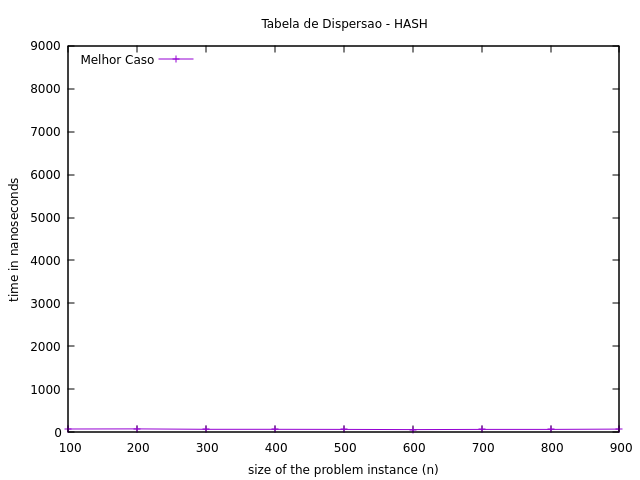 Tabela de Dispersao - HASH
Melhor Caso
9000
8000
7000
6000
5000
4000
3000
2000
1000
0
time in nanoseconds
100 200 300 400 500 600 700 800 900
size of the problem instance (n)